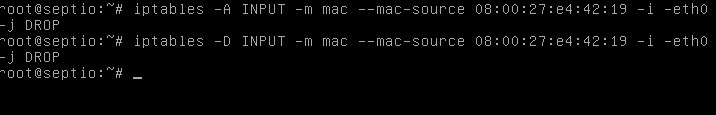 root@septio:~# iptables -A INPUT -m mac --mac-source 08:00:27:e4:42:19 -i -eth0
-j DROP
root@septio:~# iptables -D INPUT -m mac --mac-source 08:00:27:e4:42:19 -i -eth0
-j DROP
root@septio:~# _